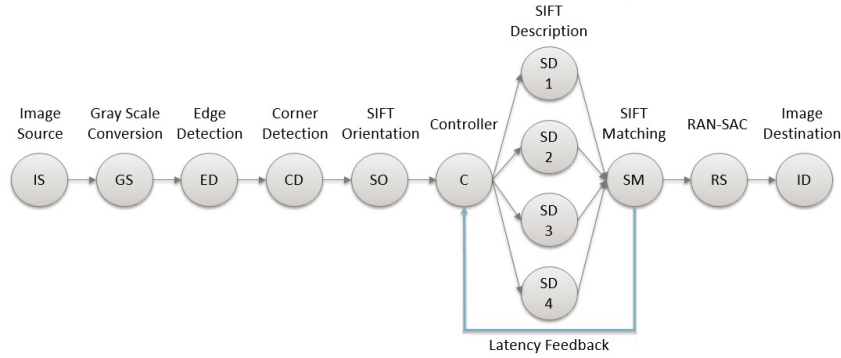 SIFT
Description
SD
1
Image
Source
Gray Scale
Conversion
Edge
Detection
Corner
Detection
SIFT
Orientation
Controller
SD
2
SIFT
Matching
RAN-SAC
Image
Destination
IS
GS
ED
CD
SO
C
SM
RS
ID
SD
3
SD
4
Latency Feedback